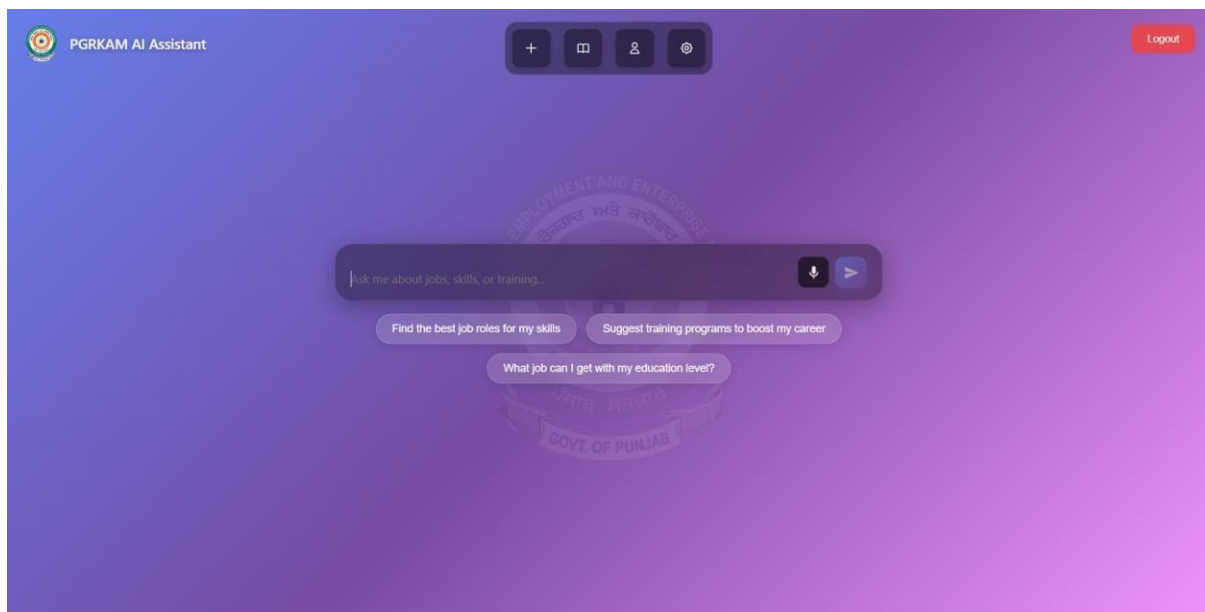 PGRKAM AI Assistant
Logout
EMPLOYMENT AND ENTERPRISE
ਰੋਜ਼ਗਾਰ ਅਤੇ ਕਾਰੋਬਾਰ
Ask me about jobs, skills, or training...
Find the best job roles for my skills
Suggest training programs to boost my career
What job can I get with my education level?
ਪੰਜਾਬ ਸਰਕਾਰ
GOVT. OF PUNJAB